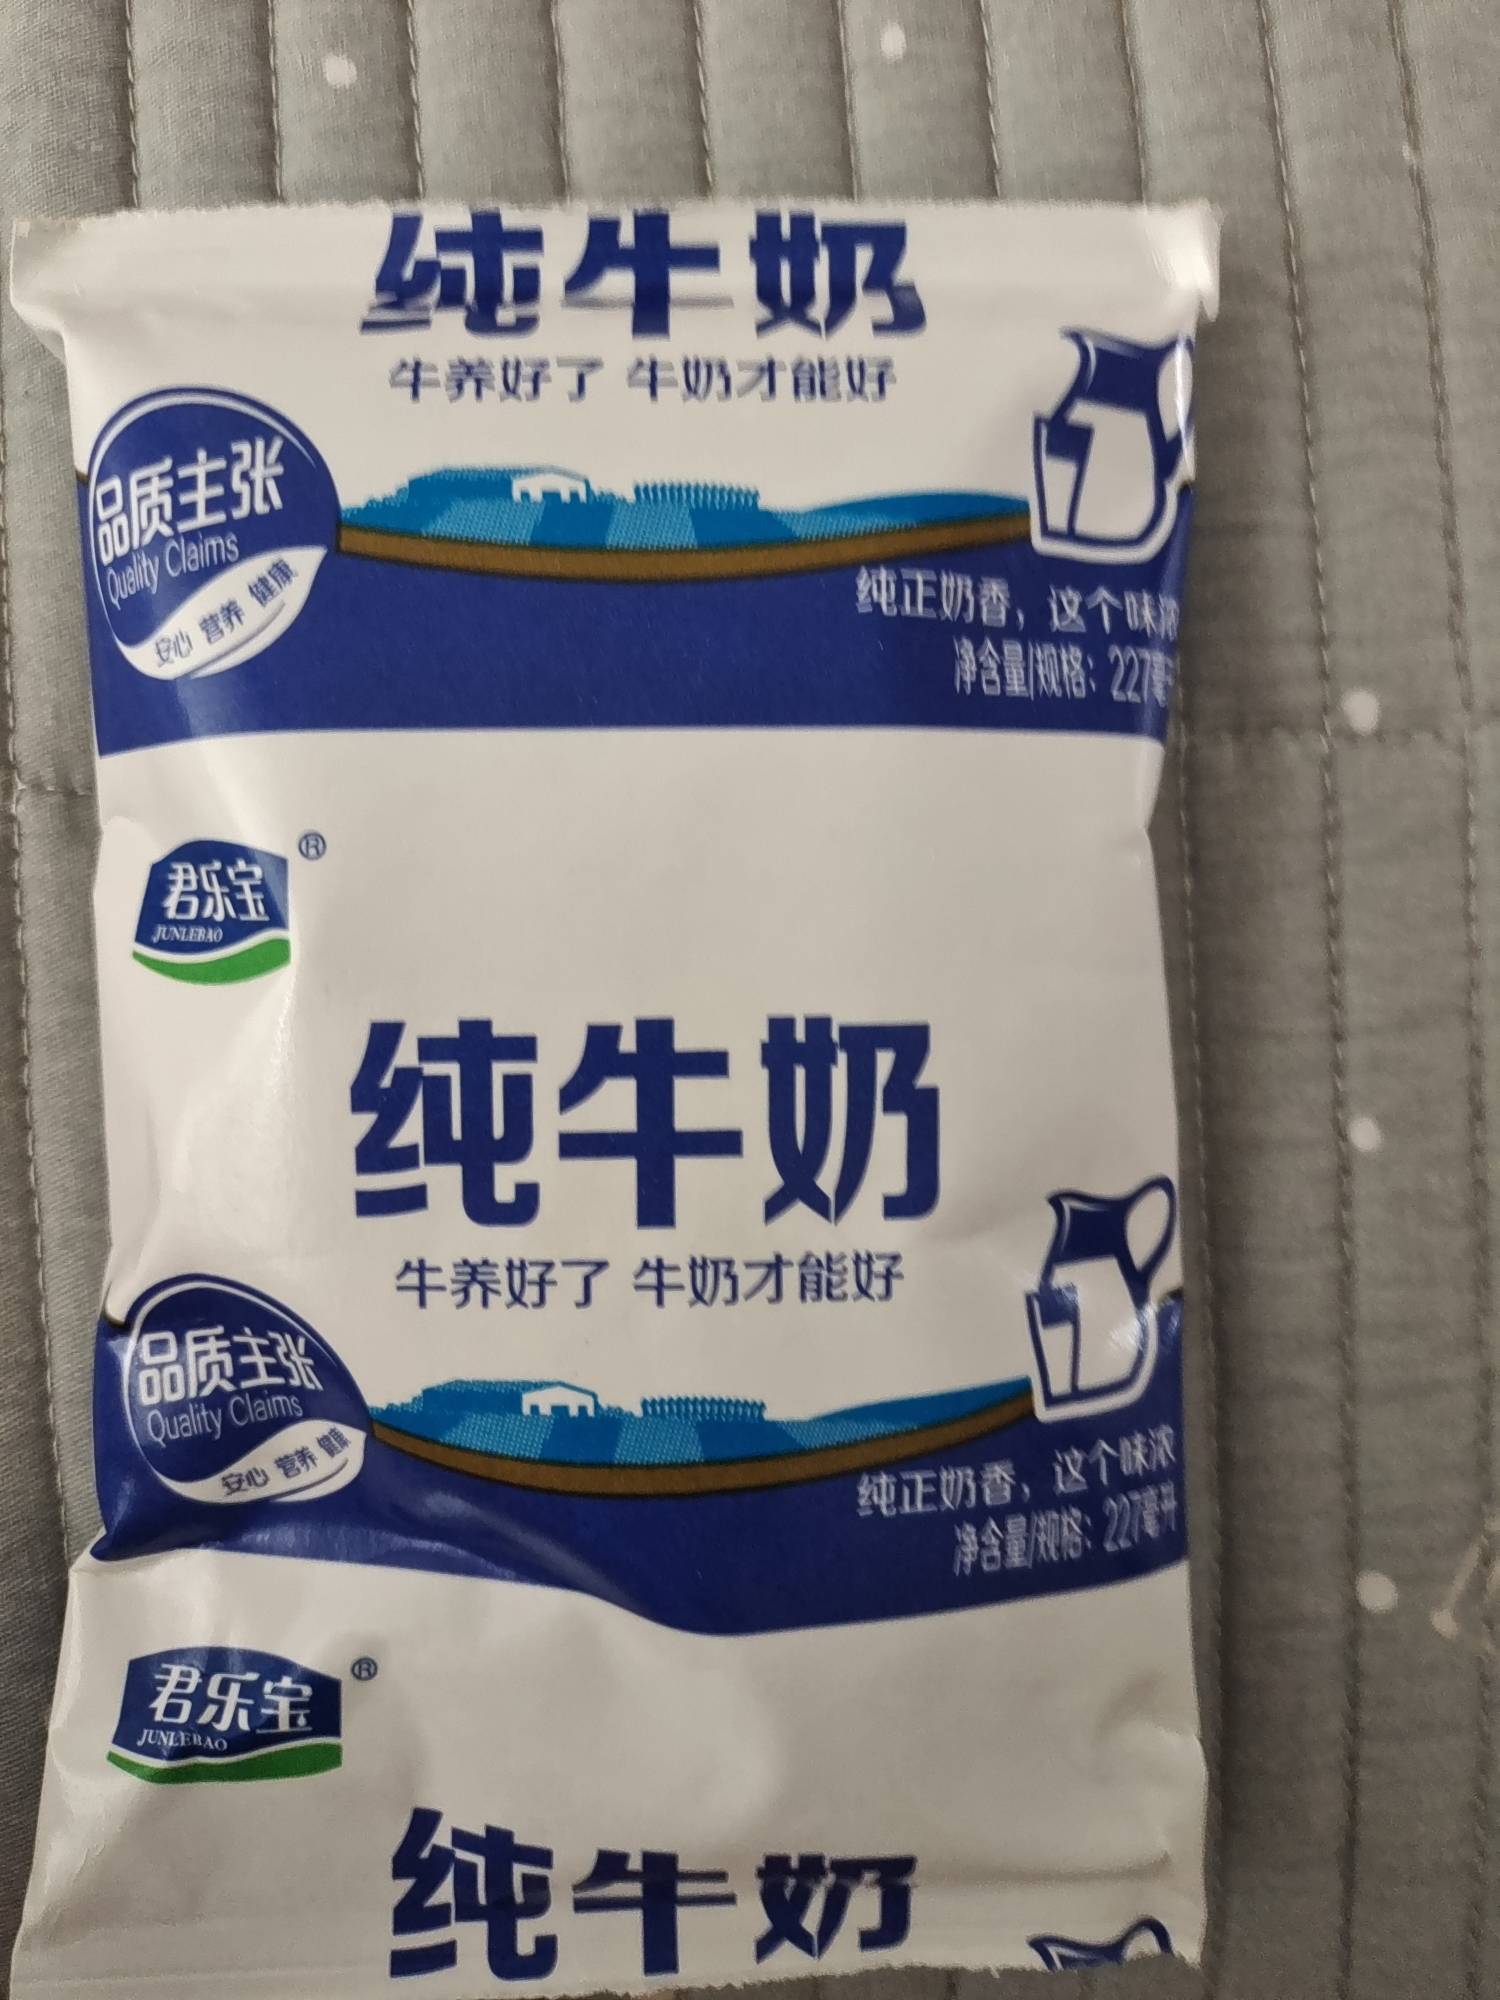 纯牛奶
牛养好了 牛奶才能好
品质主张
Quality Claims
安心 营养 健康
纯正奶香，这个味浓
净含量/规格：227毫升
君乐宝®
JUNLEBAO
纯牛奶
牛养好了 牛奶才能好
品质主张
Quality Claims
安心 营养 健康
纯正奶香，这个味浓
净含量/规格：227毫升
君乐宝®
JUNLEBAO
纯牛奶